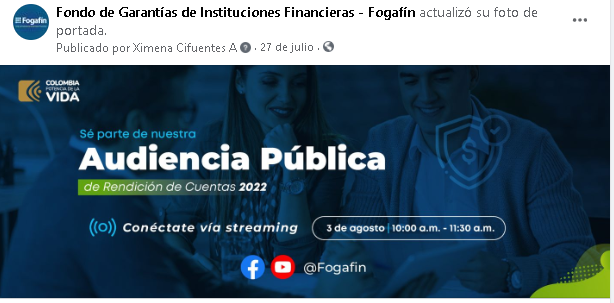 Fondo de Garantías de Instituciones Financieras - Fogafín actualizó su foto de
portada.
Publicado por Ximena Cifuentes A · 27 de julio ·
Fogafín
COLOMBIA
POTENCIA DE LA
VIDA
Sé parte de nuestra
Audiencia Pública
de Rendición de Cuentas 2022
Conéctate vía streaming
3 de agosto | 10:00 a.m. - 11:30 a.m.
@Fogafin